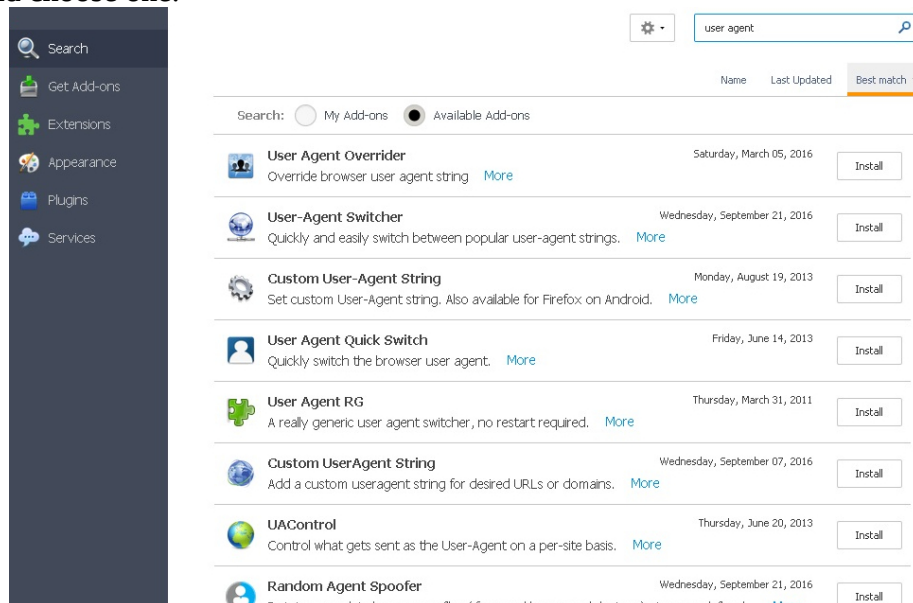 and choose one.
user agent
Search
Get Add-ons
Extensions
Appearance
Plugins
Services
Name Last Updated Best match
Search: My Add-ons Available Add-ons
User Agent Overrider Saturday, March 05, 2016
Override browser user agent string More Install
User-Agent Switcher Wednesday, September 21, 2016
Quickly and easily switch between popular user-agent strings. More Install
Custom User-Agent String Monday, August 19, 2013
Set custom User-Agent String. Also available for Firefox on Android. More Install
User Agent Quick Switch Friday, June 14, 2013
Quickly switch the browser user agent. More Install
User Agent RG Thursday, March 31, 2011
A really generic user agent switcher, no restart required. More Install
Custom UserAgent String Wednesday, September 07, 2016
Add a custom useragent string for desired URLs or domains. More Install
UAControl Thursday, June 20, 2013
Control what gets sent as the User-Agent on a per-site basis. More Install
Random Agent Spoofer Wednesday, September 21, 2016
Install